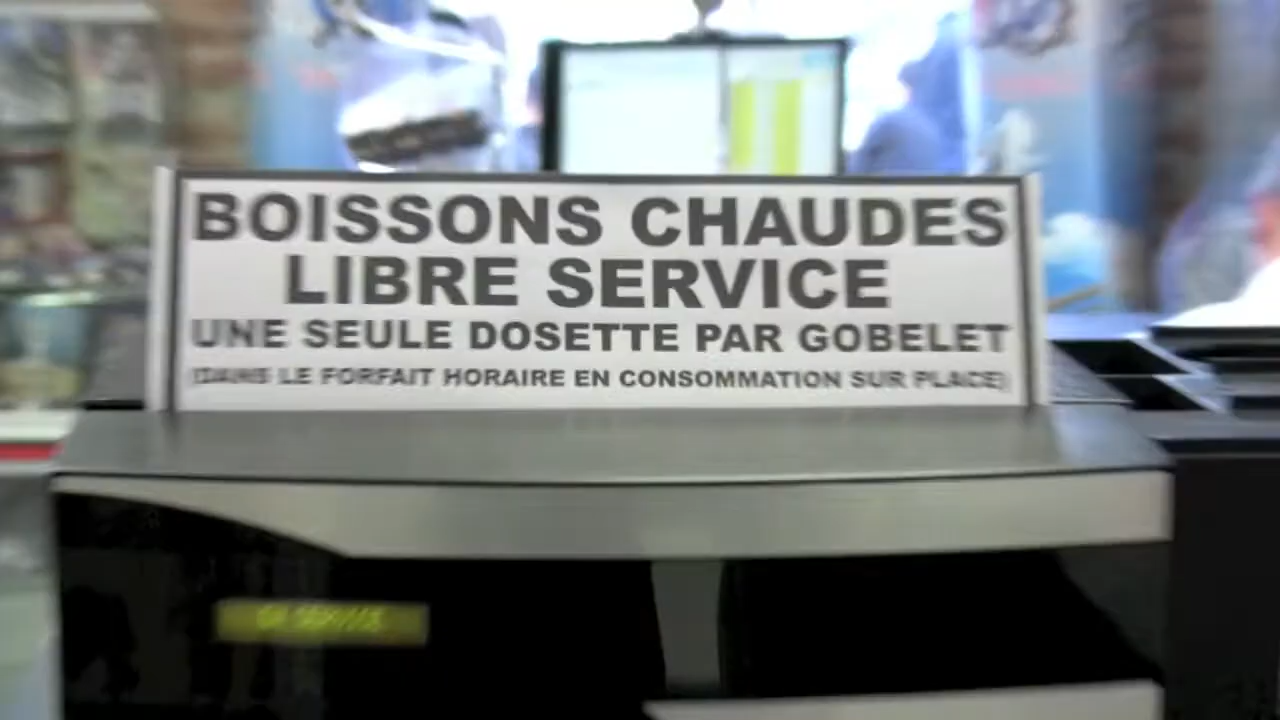 BOISSONS CHAUDES
LIBRE SERVICE
UNE SEULE DOSETTE PAR GOBELET
(DANS LE FORFAIT HORAIRE EN CONSOMMATION SUR PLACE)